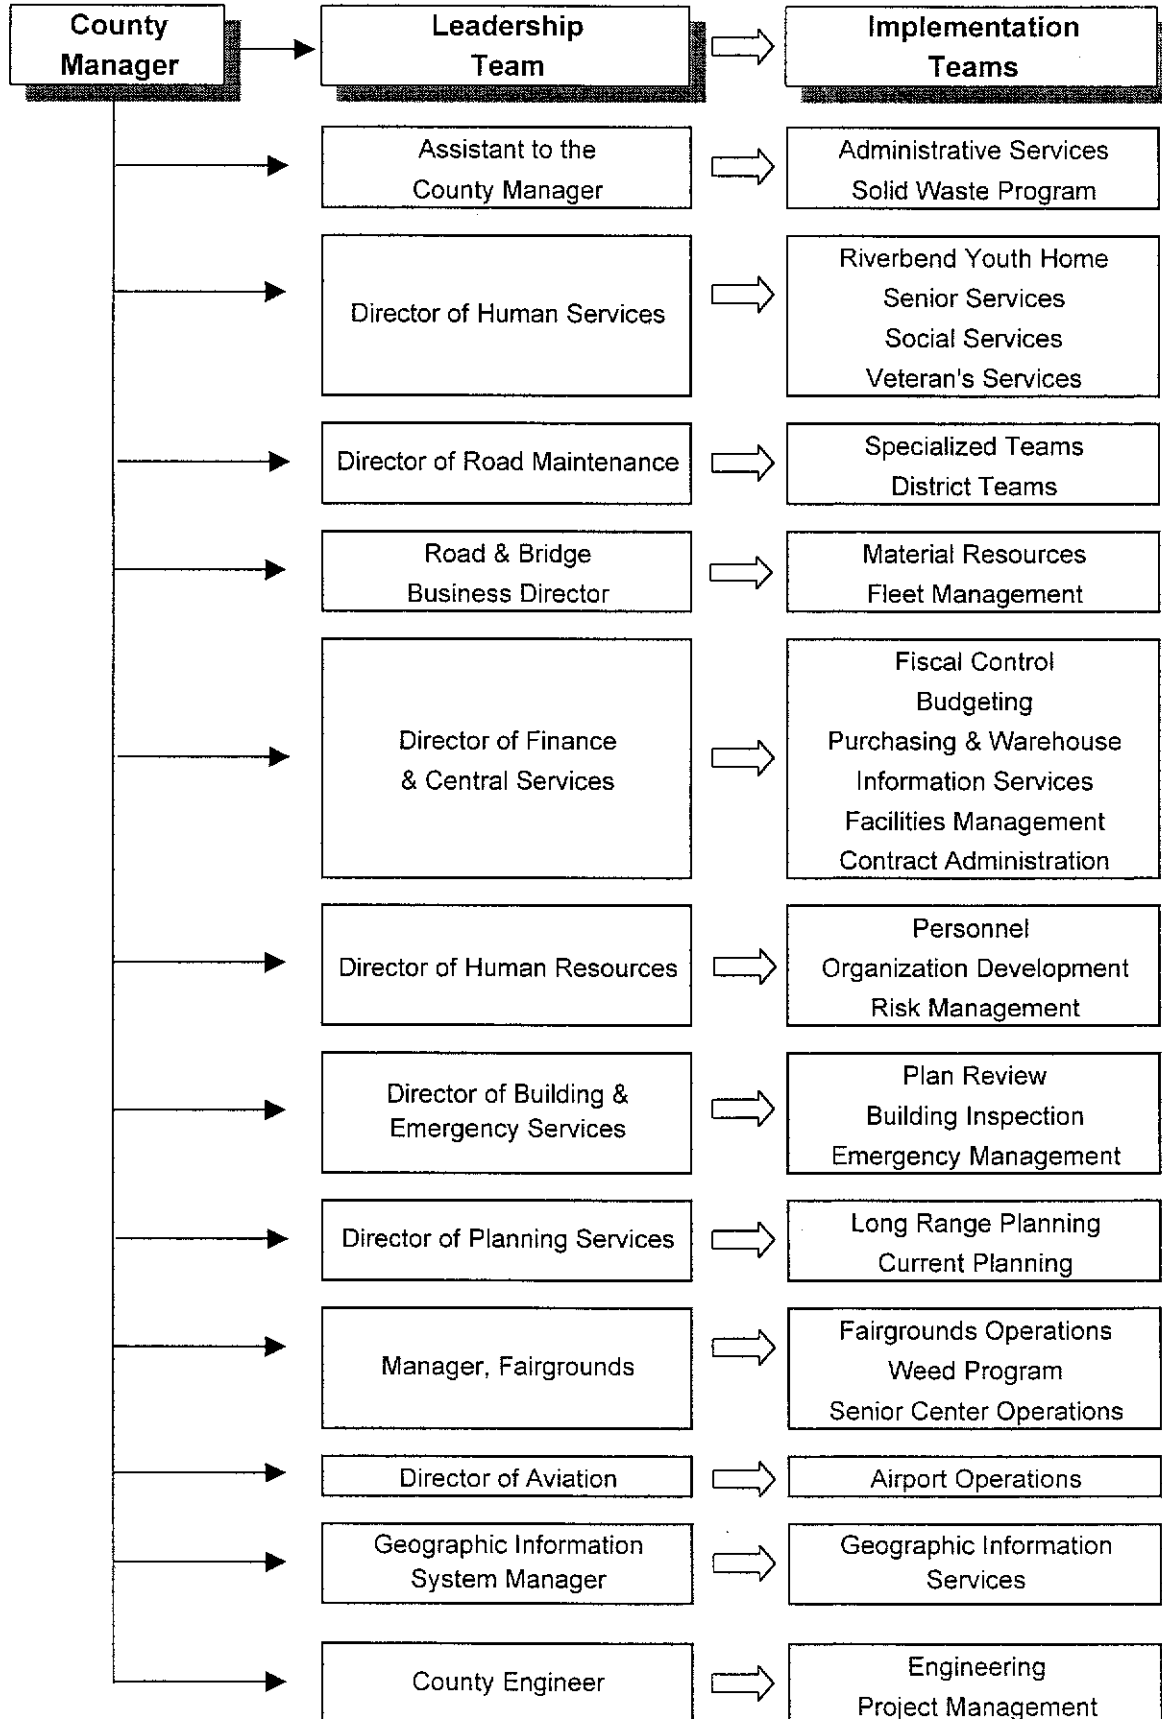 County
Manager
Leadership
Team
Implementation
Teams
Assistant to the
County Manager
Administrative Services
Solid Waste Program
Director of Human Services
Riverbend Youth Home
Senior Services
Social Services
Veteran's Services
Director of Road Maintenance
Specialized Teams
District Teams
Road & Bridge
Business Director
Material Resources
Fleet Management
Director of Finance
& Central Services
Fiscal Control
Budgeting
Purchasing & Warehouse
Information Services
Facilities Management
Contract Administration
Director of Human Resources
Personnel
Organization Development
Risk Management
Director of Building &
Emergency Services
Plan Review
Building Inspection
Emergency Management
Director of Planning Services
Long Range Planning
Current Planning
Manager, Fairgrounds
Fairgrounds Operations
Weed Program
Senior Center Operations
Director of Aviation
Airport Operations
Geographic Information
System Manager
Geographic Information
Services
County Engineer
Engineering
Project Management